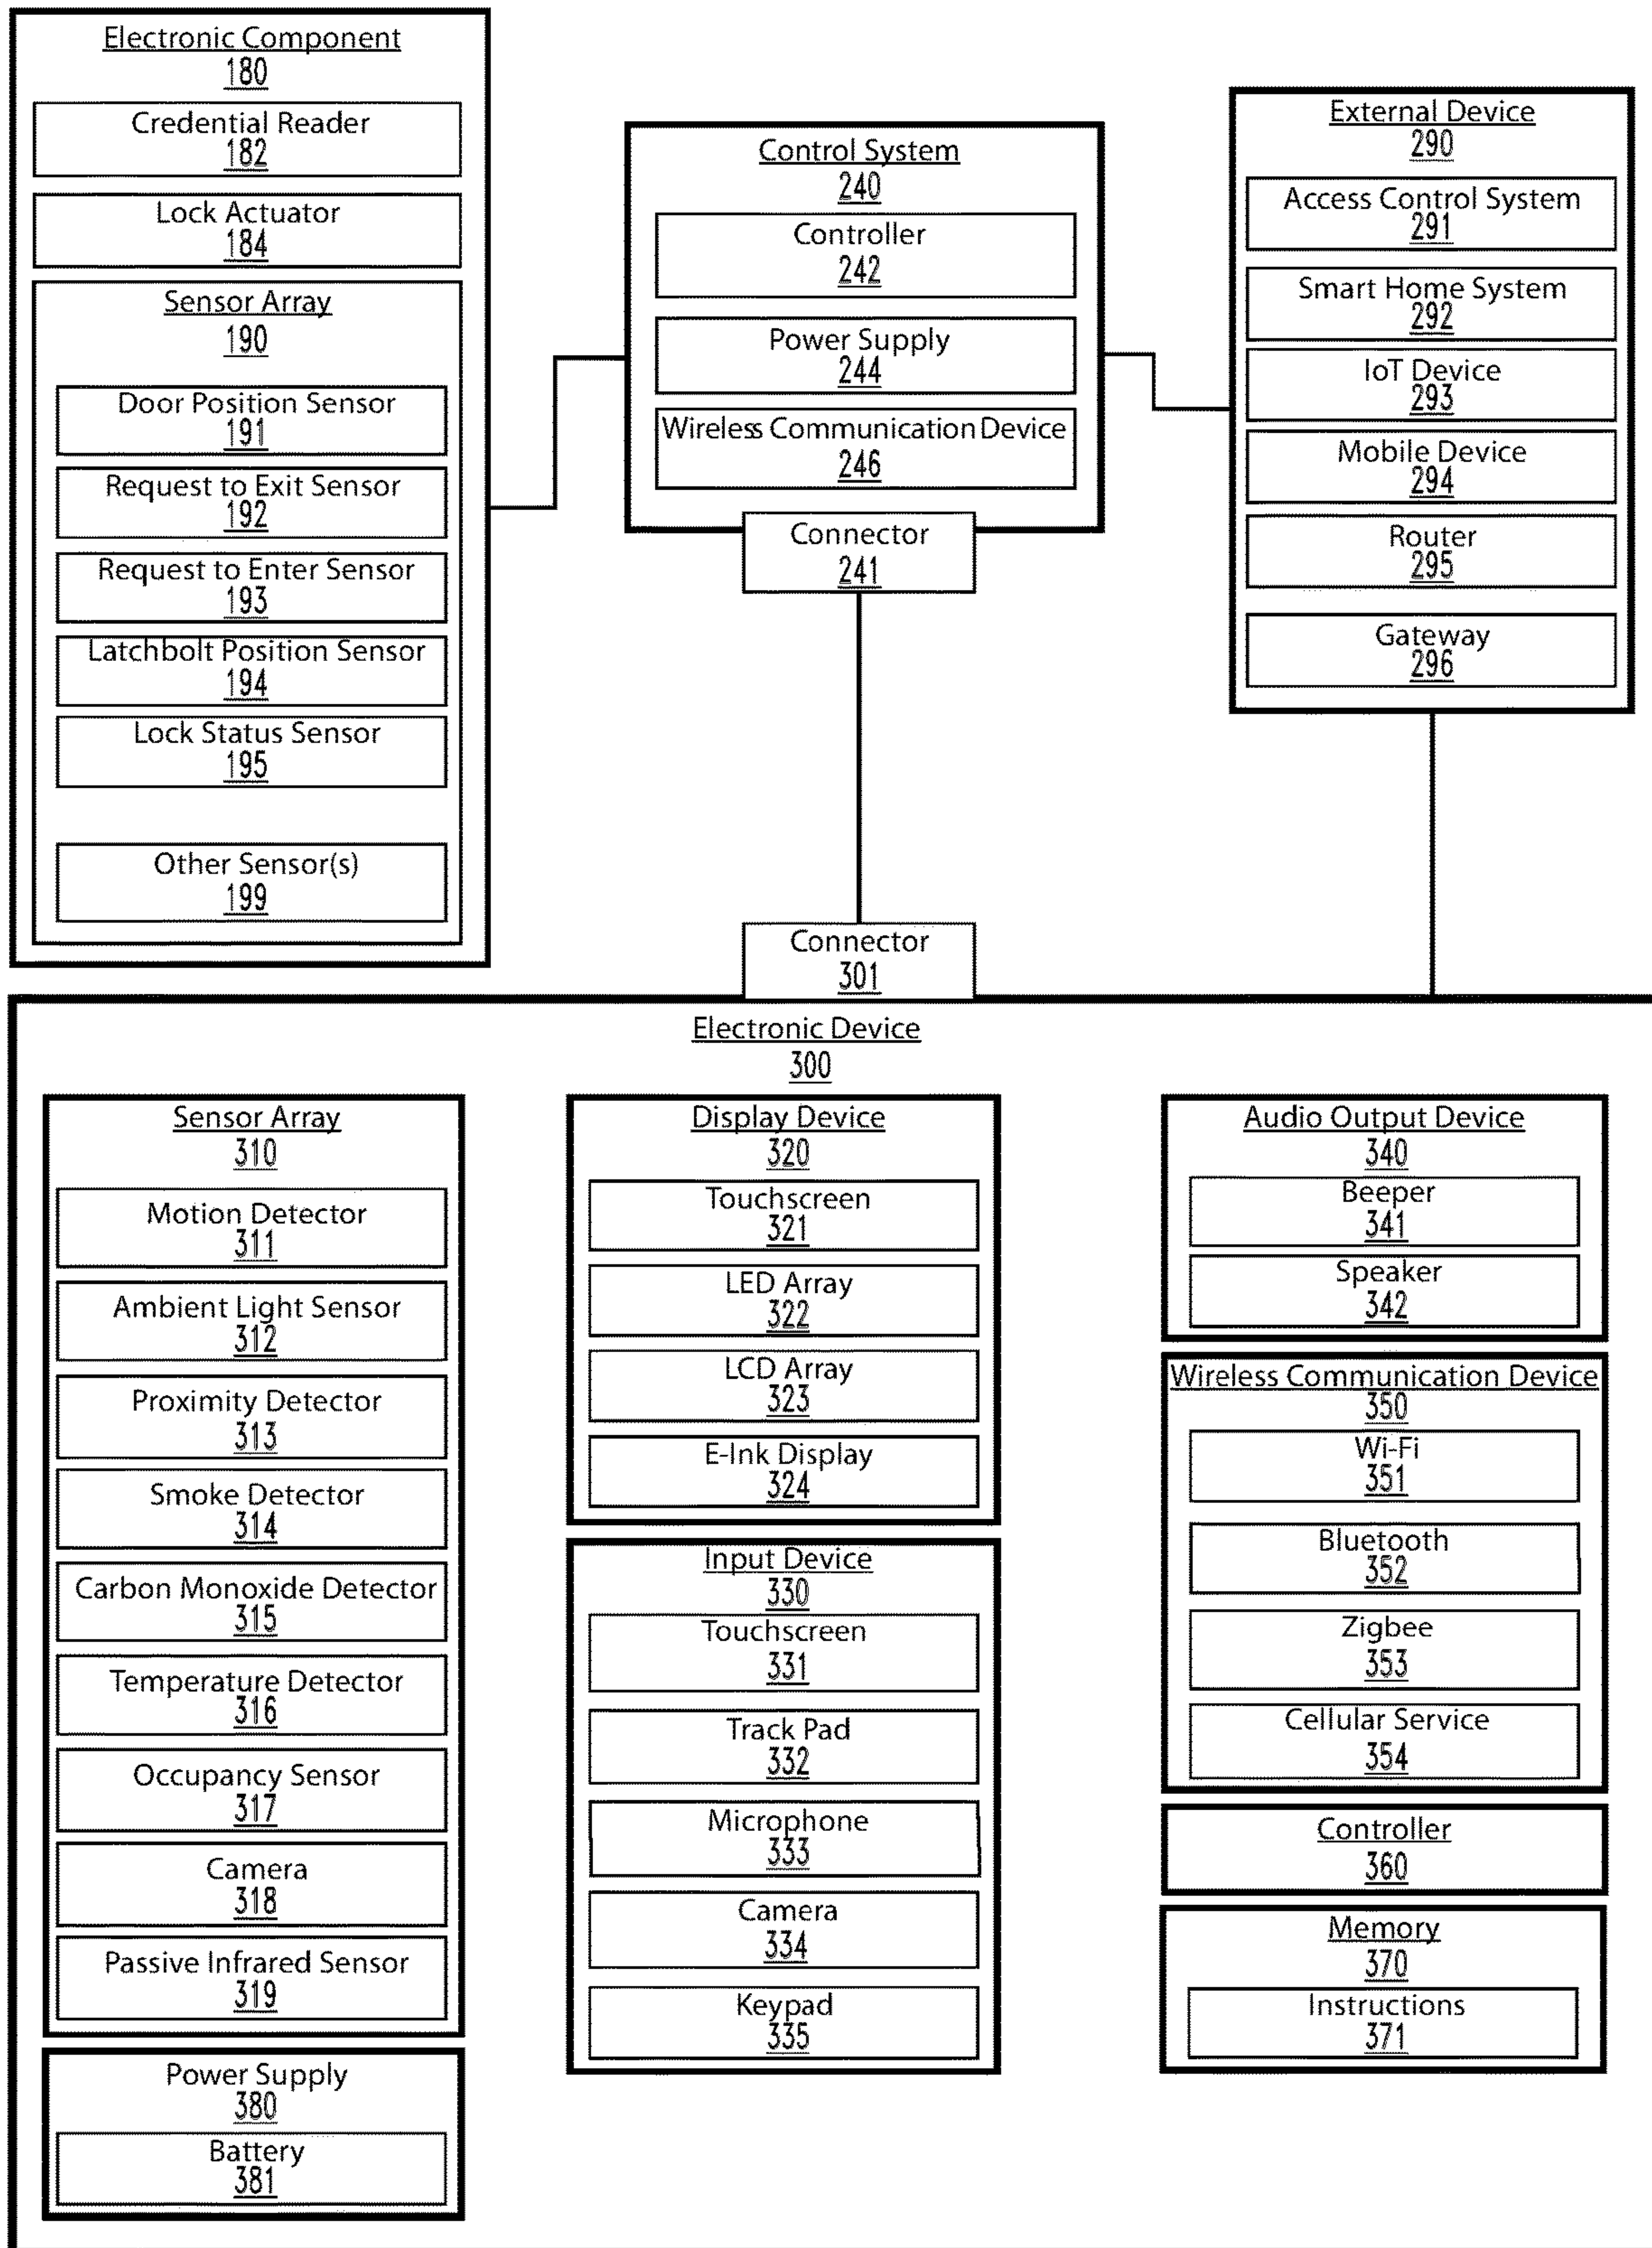 Electronic Component
180
Credential Reader
182
Lock Actuator
184
Sensor Array
190
Door Position Sensor
191
Request to Exit Sensor
192
Request to Enter Sensor
193
Latchbolt Position Sensor
194
Lock Status Sensor
195
Other Sensor(s)
199
Control System
240
Controller
242
Power Supply
244
Wireless Communication Device
246
Connector
241
External Device
290
Access Control System
291
Smart Home System
292
IoT Device
293
Mobile Device
294
Router
295
Gateway
296
Connector
301
Electronic Device
300
Sensor Array
310
Motion Detector
311
Ambient Light Sensor
312
Proximity Detector
313
Smoke Detector
314
Carbon Monoxide Detector
315
Temperature Detector
316
Occupancy Sensor
317
Camera
318
Passive Infrared Sensor
319
Power Supply
380
Battery
381
Display Device
320
Touchscreen
321
LED Array
322
LCD Array
323
E-Ink Display
324
Input Device
330
Touchscreen
331
Track Pad
332
Microphone
333
Camera
334
Keypad
335
Audio Output Device
340
Beeper
341
Speaker
342
Wireless Communication Device
350
Wi-Fi
351
Bluetooth
352
Zigbee
353
Cellular Service
354
Controller
360
Memory
370
Instructions
371